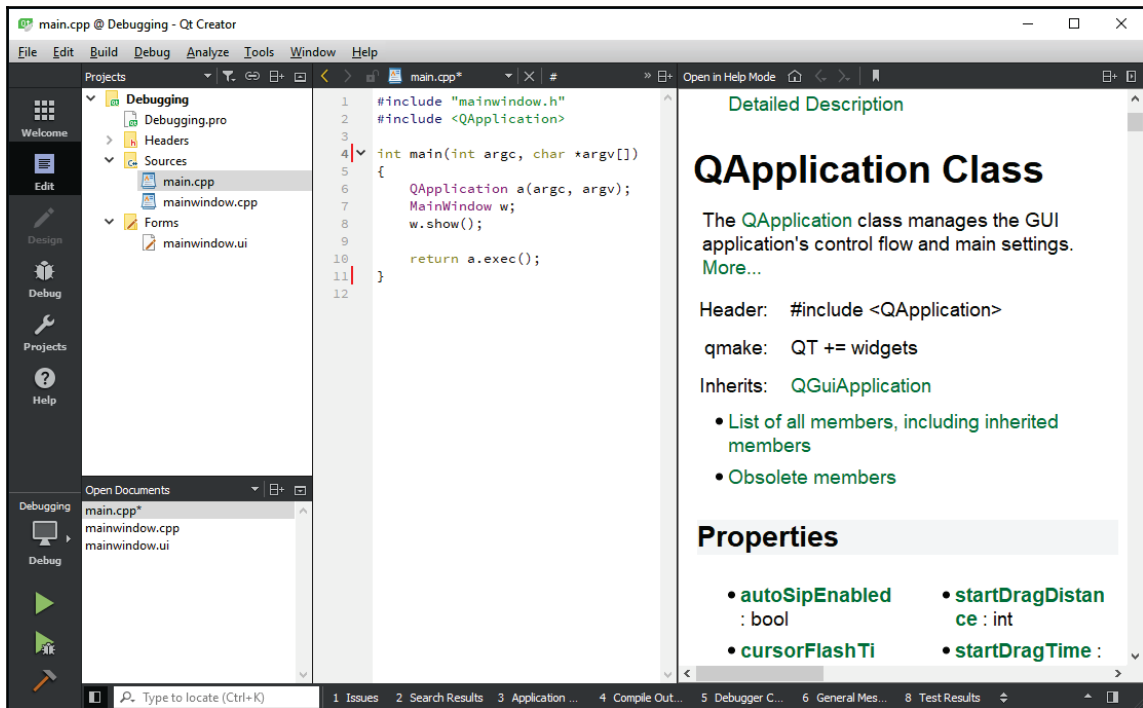 main.cpp @ Debugging - Qt Creator
File Edit Build Debug Analyze Tools Window Help
Projects
main.cpp*
#
»
Open in Help Mode
Welcome
Edit
Design
Debug
Projects
Help
Debugging
Debug
Debugging
Debugging.pro
Headers
Sources
main.cpp
mainwindow.cpp
Forms
mainwindow.ui
Open Documents
main.cpp*
mainwindow.cpp
mainwindow.ui
1 #include "mainwindow.h"
2 #include <QApplication>
3
4 int main(int argc, char *argv[])
5 {
6 QApplication a(argc, argv);
7 MainWindow w;
8 w.show();
9
10 return a.exec();
11 }
12
Detailed Description
QApplication Class
The QApplication class manages the GUI
application's control flow and main settings.
More...
Header: #include <QApplication>
qmake: QT += widgets
Inherits: QGuiApplication
• List of all members, including inherited
members
• Obsolete members
Properties
• autoSipEnabled
: bool
• cursorFlashTi
• startDragDistan
ce : int
• startDragTime :
Type to locate (Ctrl+K)
1 Issues 2 Search Results 3 Application ... 4 Compile Out... 5 Debugger C... 6 General Mes... 8 Test Results